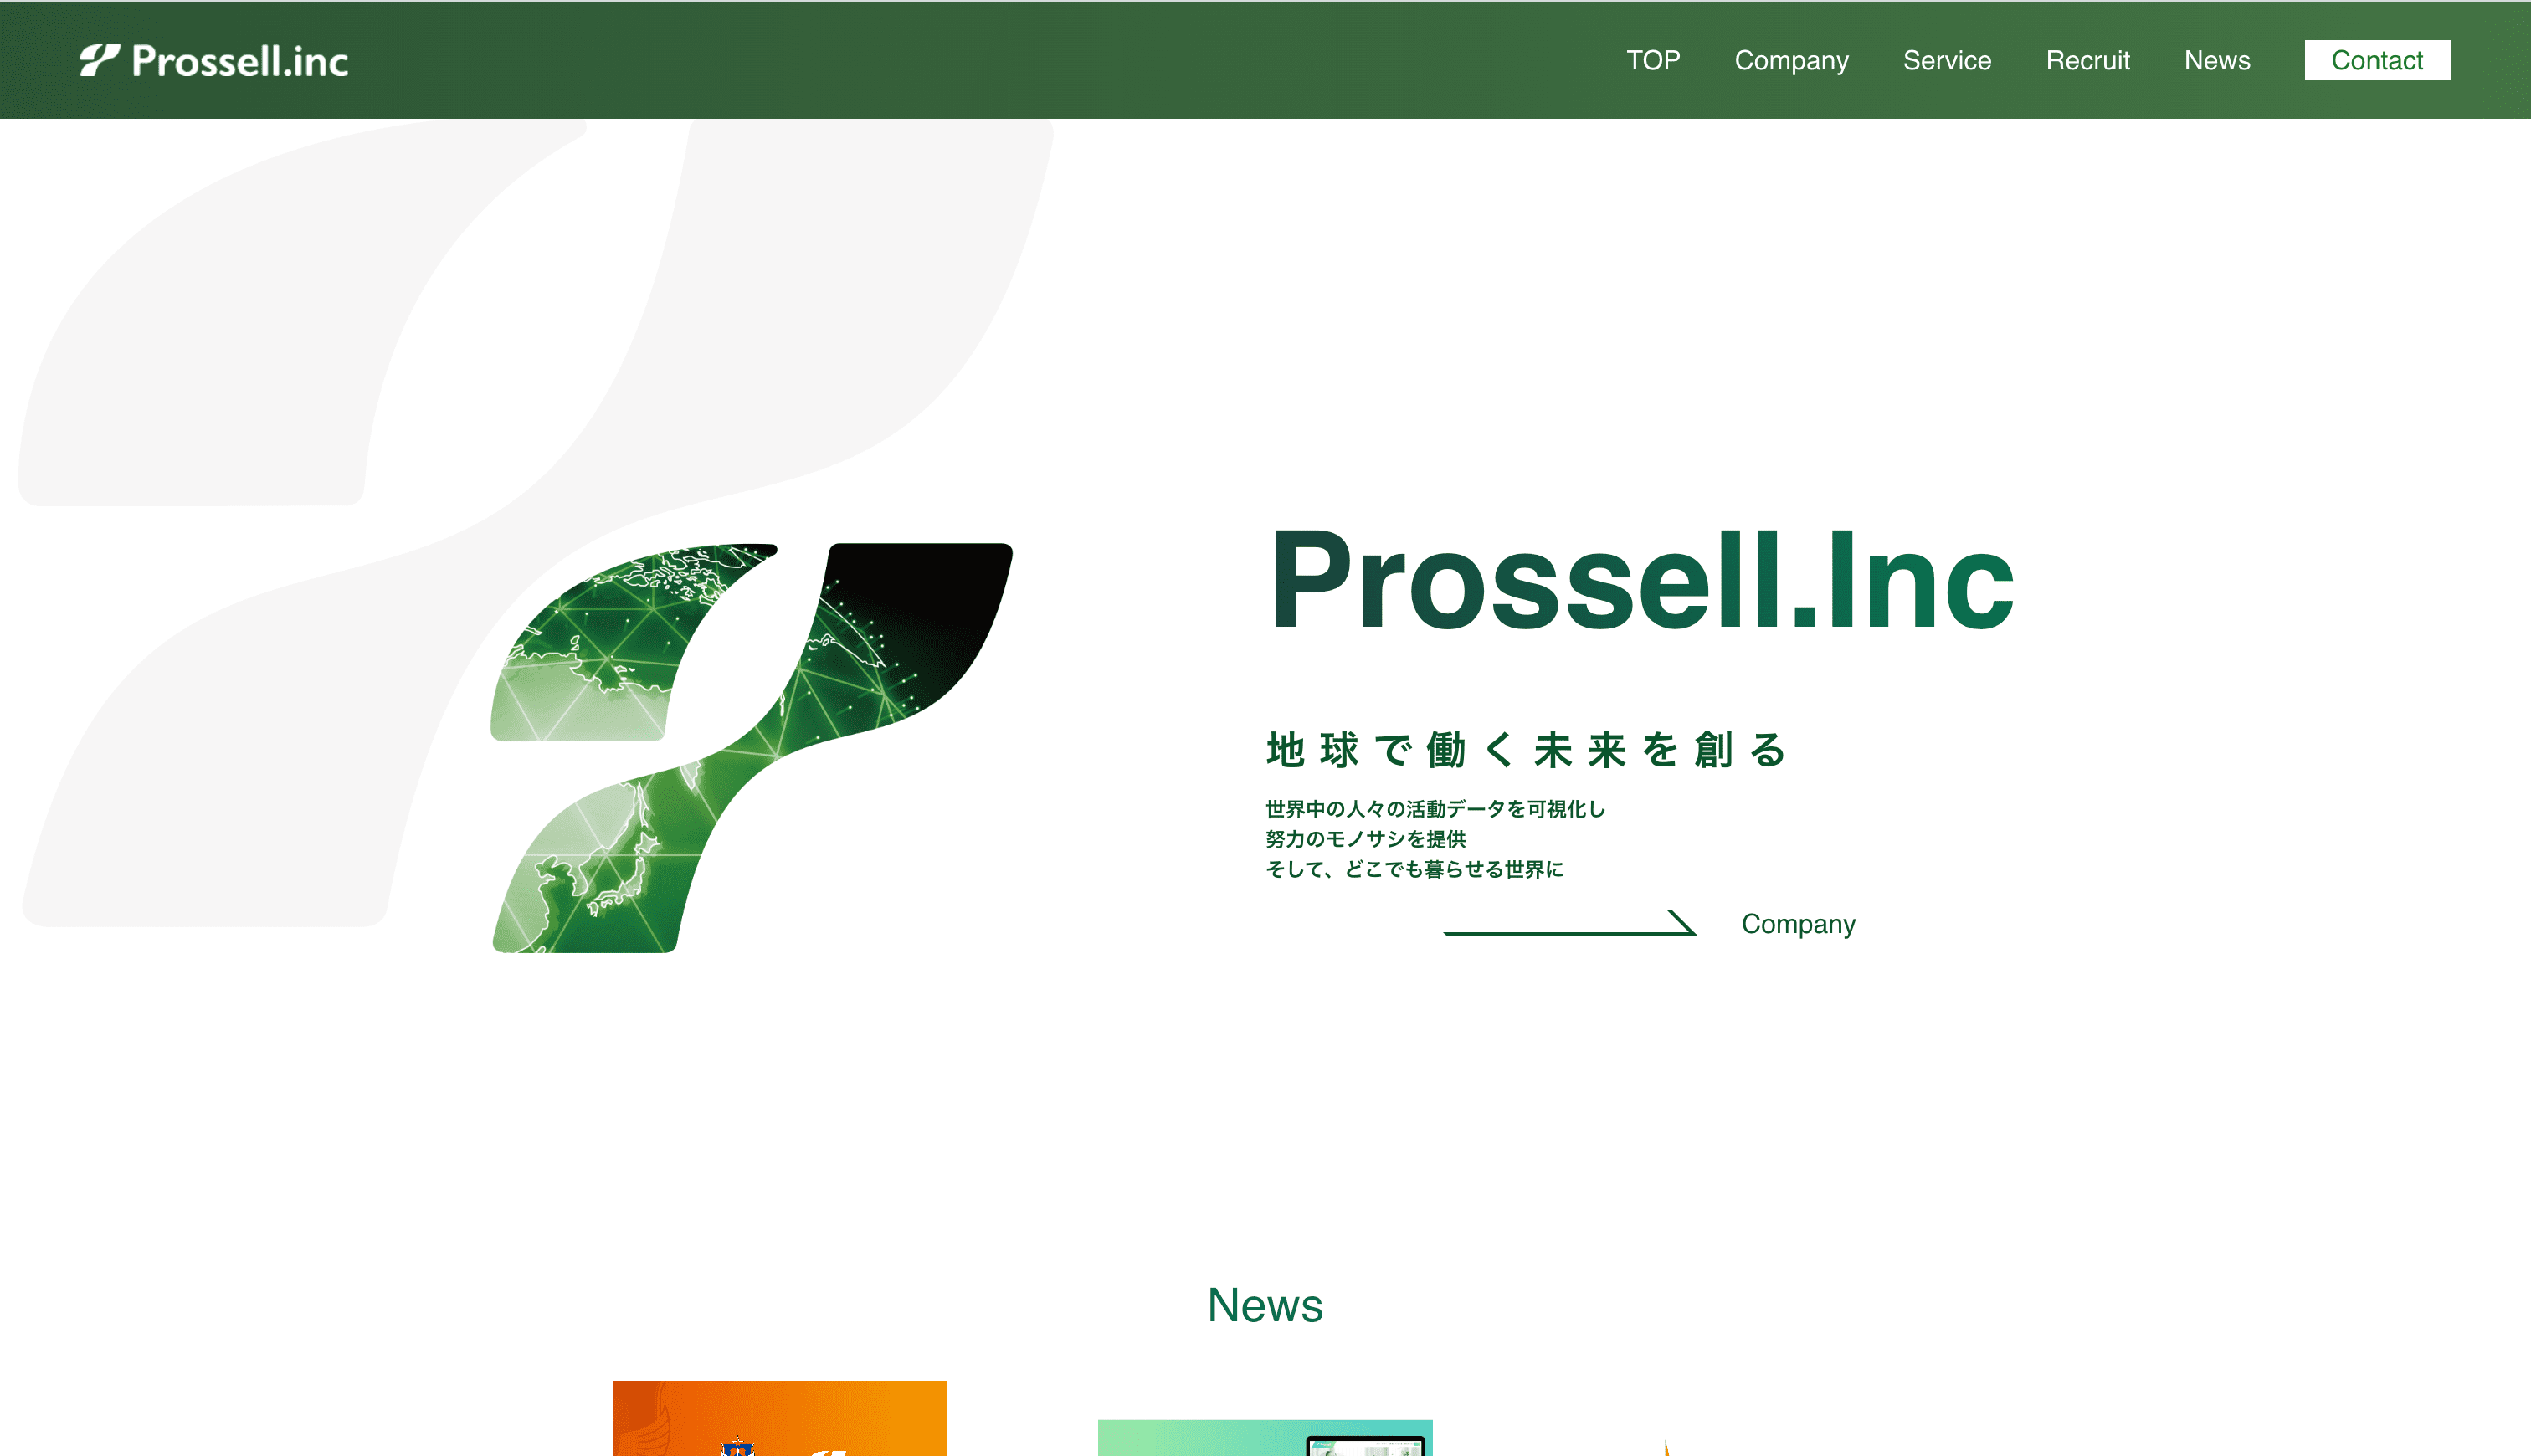 Prossell.inc
TOP Company Service Recruit News Contact
Prossell.Inc
地球で働く未来を創る
世界中の人々の活動データを可視化し
努力のモノサシを提供
そして、どこでも暮らせる世界に
Company
News